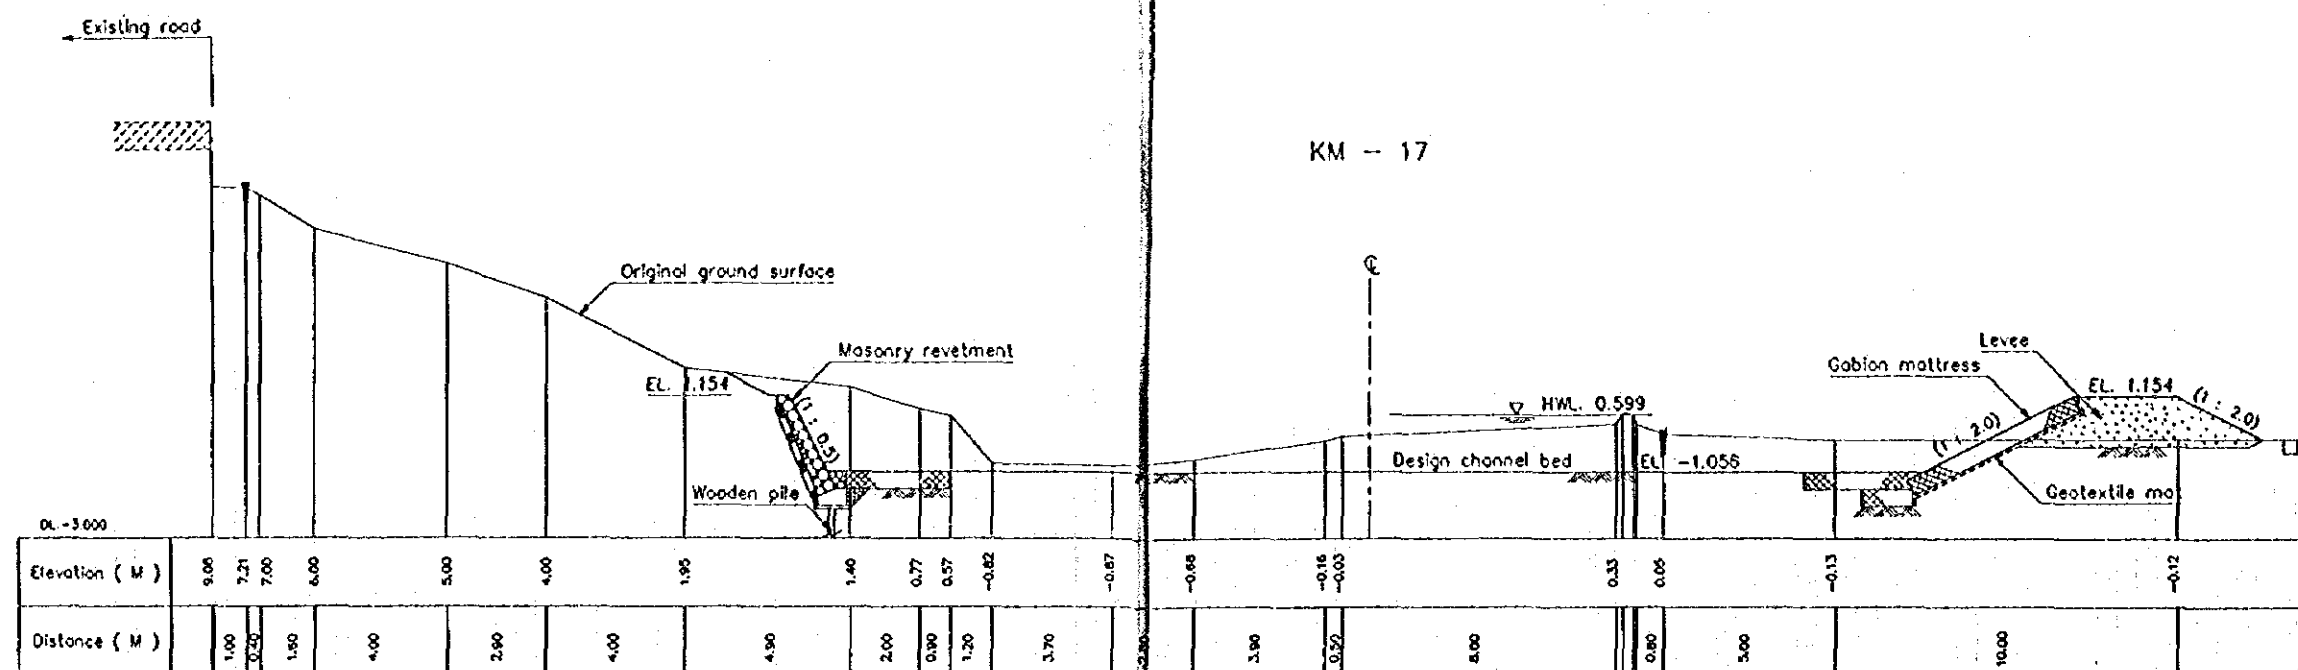 Existing road
KM - 17
℄
Original ground surface
Masonry revetment
Levee
Gabion mattress
EL. 1.154
EL. 1.154
(1 : 2.0)
HWL. 0.599
(1 : 0.5)
(1 : 2.0)
Design channel bed
EL -1.056
Wooden pile
Geotextile ma
DL -3.000
Elevation ( M ) 9.06 7.21 7.00 6.00 5.00 4.00 1.95 1.40 0.77 0.57 -0.82 -0.87 -0.68 -0.16 -0.03 0.33 0.05 -0.13 -0.12
Distance ( M ) 1.00 0.40 1.50 4.00 2.90 4.00 4.90 2.00 0.90 1.20 3.70 3.90 0.50 8.00 0.80 5.00 10.00